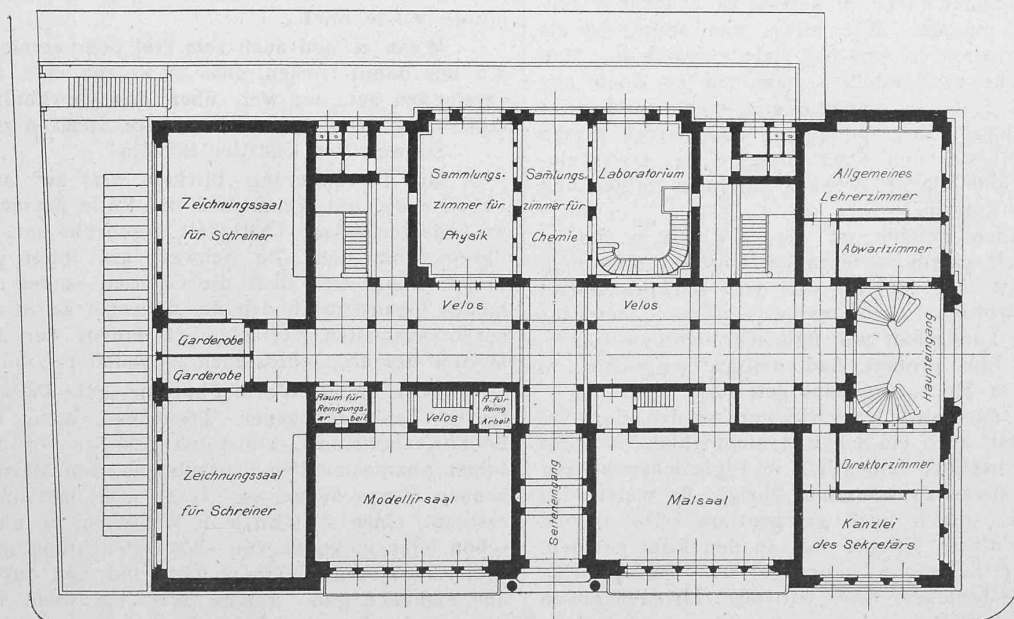 Zeichnungssaal
für Schreiner
Sammlungs-
zimmer für
Physik
Samlungs-
zimmer für
Chemie
Laboratorium
Allgemeines
Lehrerzimmer
Abwartzimmer
Velos
Velos
Garderobe
Garderobe
Haupteingang
Raum für
Reinigungs-
arbeit
Velos
R. für
Reinig
Arbeit
Zeichnungssaal
für Schreiner
Modellirsaal
Seiteneingang
Malsaal
Direktorzimmer
Kanzlei
des Sekretärs